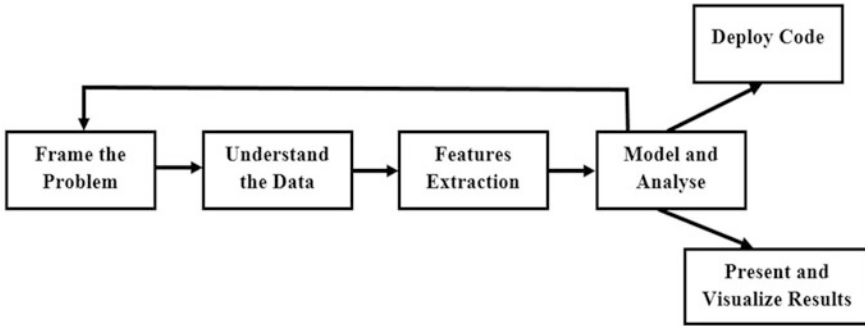 Deploy Code
Frame the
Problem
Understand
the Data
Features
Extraction
Model and
Analyse
Present and
Visualize Results